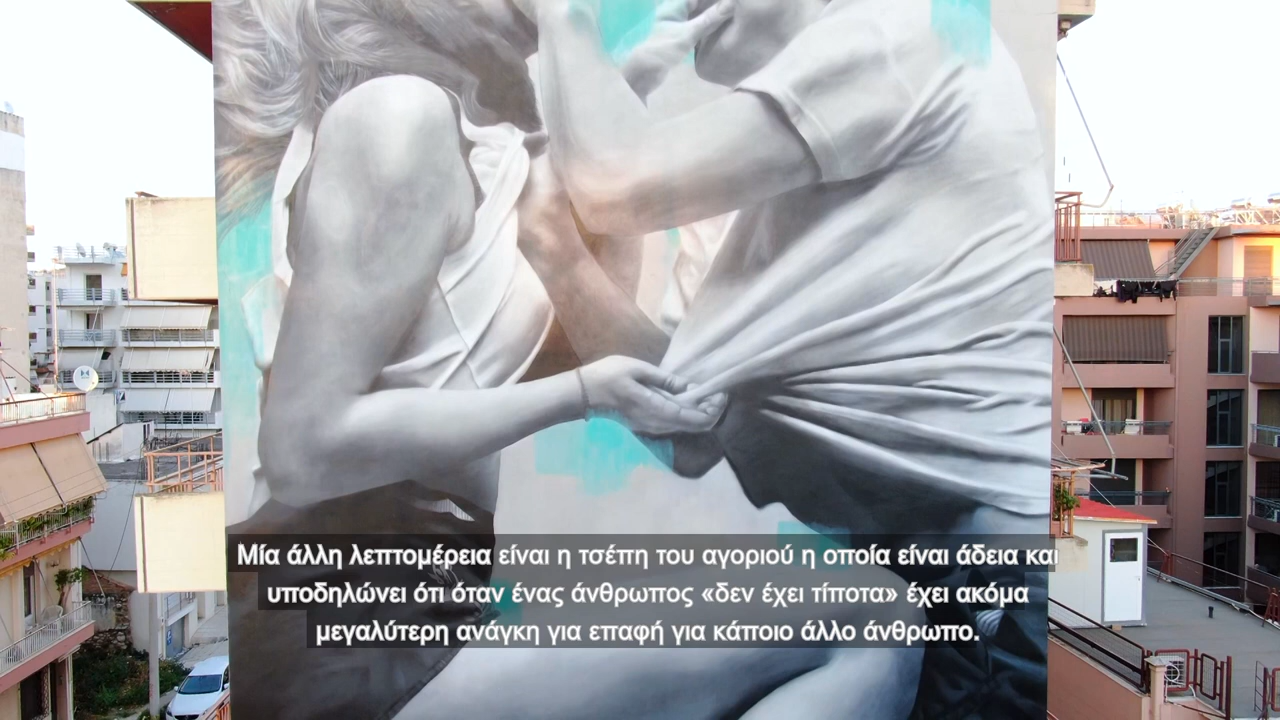 Μία άλλη λεπτομέρεια είναι η τσέπη του αγοριού η οποία είναι άδεια και
υποδηλώνει ότι όταν ένας άνθρωπος «δεν έχει τίποτα» έχει ακόμα
μεγαλύτερη ανάγκη για επαφή για κάποιο άλλο άνθρωπο.